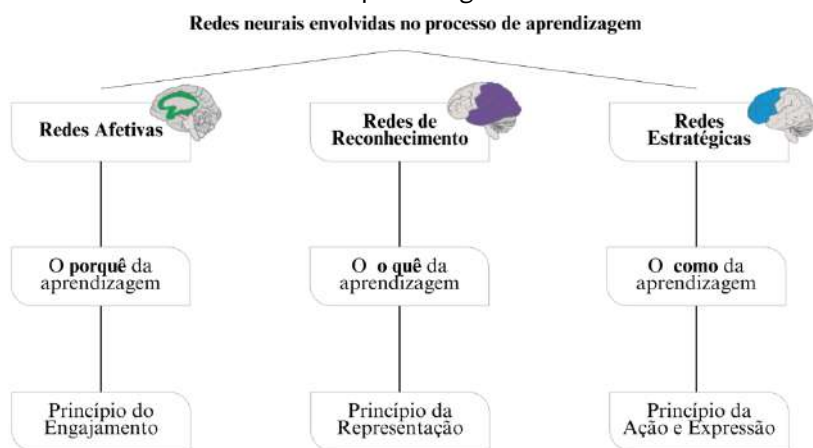 Redes neurais envolvidas no processo de aprendizagem
Redes Afetivas
Redes de
Reconhecimento
Redes
Estratégicas
O porquê da
aprendizagem
O o quê da
aprendizagem
O como da
aprendizagem
Princípio do
Engajamento
Princípio da
Representação
Princípio da
Ação e Expressão